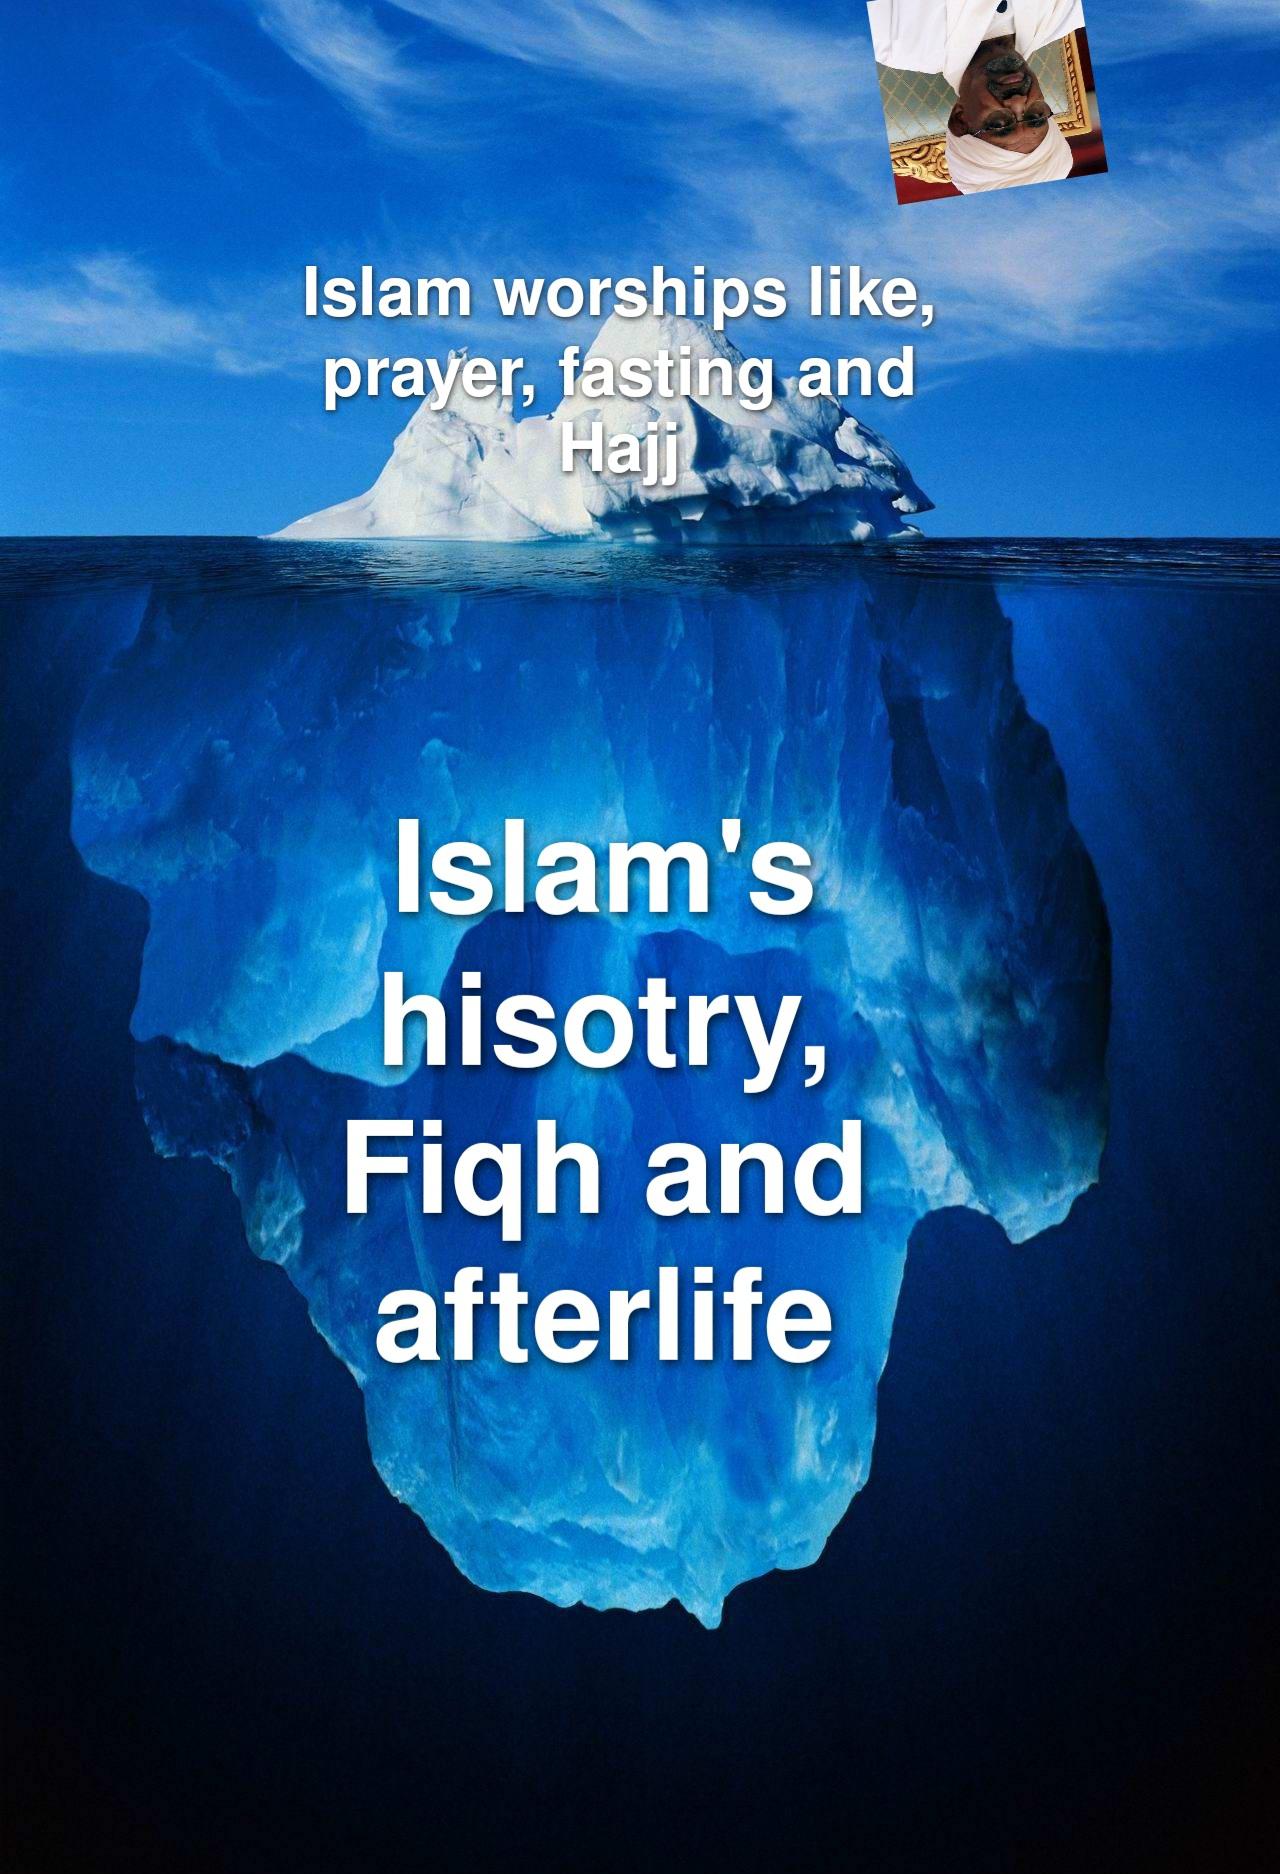 Islam worships like,
prayer, fasting and
Hajj
Islam's
hisotry,
Fiqh and
afterlife